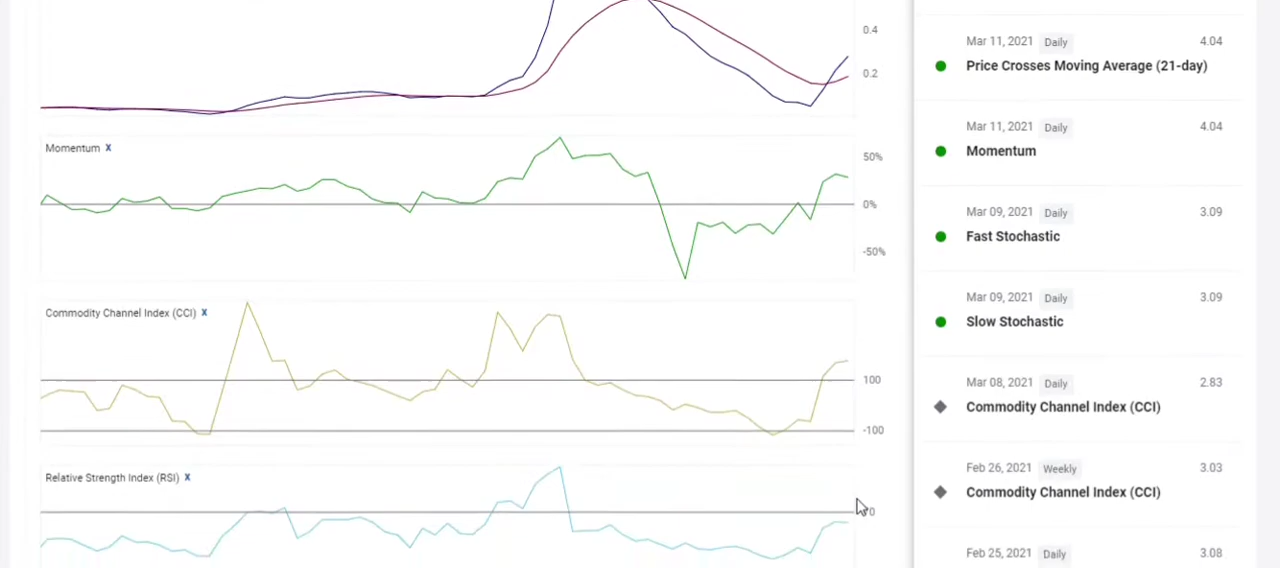 0.4
0.2
Momentum X
50%
0%
-50%
Commodity Channel Index (CCI) X
100
-100
Relative Strength Index (RSI) X
Mar 11, 2021 Daily 4.04
Price Crosses Moving Average (21-day)
Mar 11, 2021 Daily 4.04
Momentum
Mar 09, 2021 Daily 3.09
Fast Stochastic
Mar 09, 2021 Daily 3.09
Slow Stochastic
Mar 08, 2021 Daily 2.83
Commodity Channel Index (CCI)
Feb 26, 2021 Weekly 3.03
Commodity Channel Index (CCI)
Feb 25, 2021 Daily 3.08